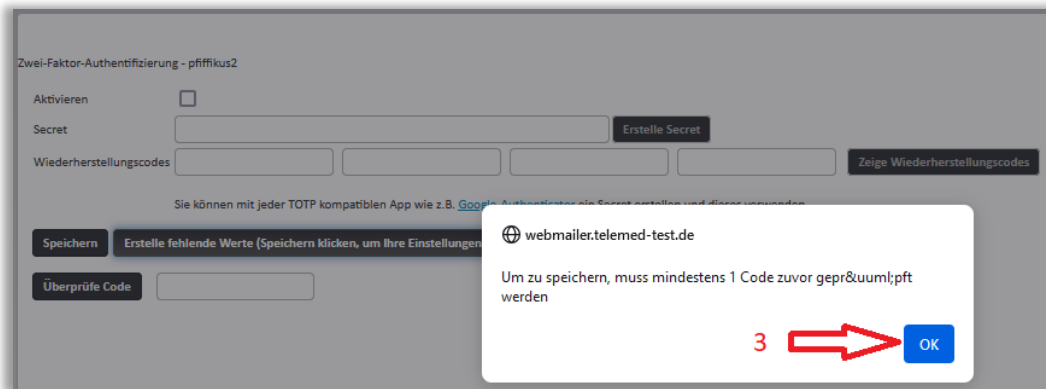 Zwei-Faktor-Authentifizierung - pfiffikus2
Aktivieren
Secret Erstelle Secret
Wiederherstellungscodes Zeige Wiederherstellungscodes
Sie können mit jeder TOTP kompatiblen App wie z.B. Google Authenticator ein Secret erstellen und dieses verwenden
Speichern Erstelle fehlende Werte (Speichern klicken, um Ihre Einstellungen
Überprüfe Code
webmailer.telemed-test.de
Um zu speichern, muss mindestens 1 Code zuvor gepr&uuml;pft
werden
3 OK